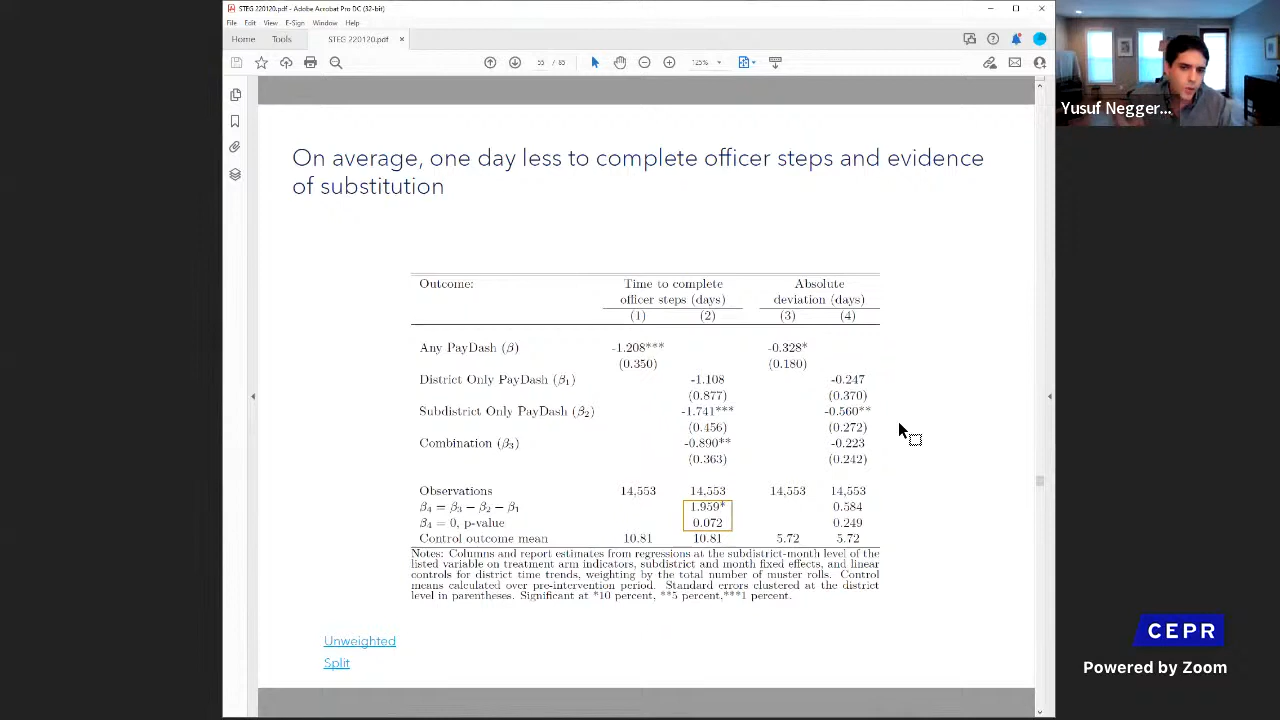 STEG 220120.pdf - Adobe Acrobat Pro DC (32-bit)
File Edit View E-Sign Window Help
Home Tools STEG 220120.pdf ×
55 / 85 125%
Yusuf Negger...
On average, one day less to complete officer steps and evidence
of substitution
Outcome: Time to complete Absolute
officer steps (days) deviation (days)
(1) (2) (3) (4)
Any PayDash (β) -1.208*** -0.328*
(0.350) (0.180)
District Only PayDash (β₁) -1.108 -0.247
(0.877) (0.370)
Subdistrict Only PayDash (β₂) -1.741*** -0.560**
(0.456) (0.272)
Combination (β₃) -0.890** -0.223
(0.363) (0.242)
Observations 14,553 14,553 14,553 14,553
β₄ = β₃ − β₂ − β₁ 1.959* 0.584
β₄ = 0, p-value 0.072 0.249
Control outcome mean 10.81 10.81 5.72 5.72
Notes: Columns and report estimates from regressions at the subdistrict-month level of the
listed variable on treatment arm indicators, subdistrict and month fixed effects, and linear
controls for district time trends, weighting by the total number of muster rolls. Control
means calculated over pre-intervention period. Standard errors clustered at the district
level in parentheses. Significant at *10 percent, **5 percent,***1 percent.
Unweighted
Split
CEPR
Powered by Zoom